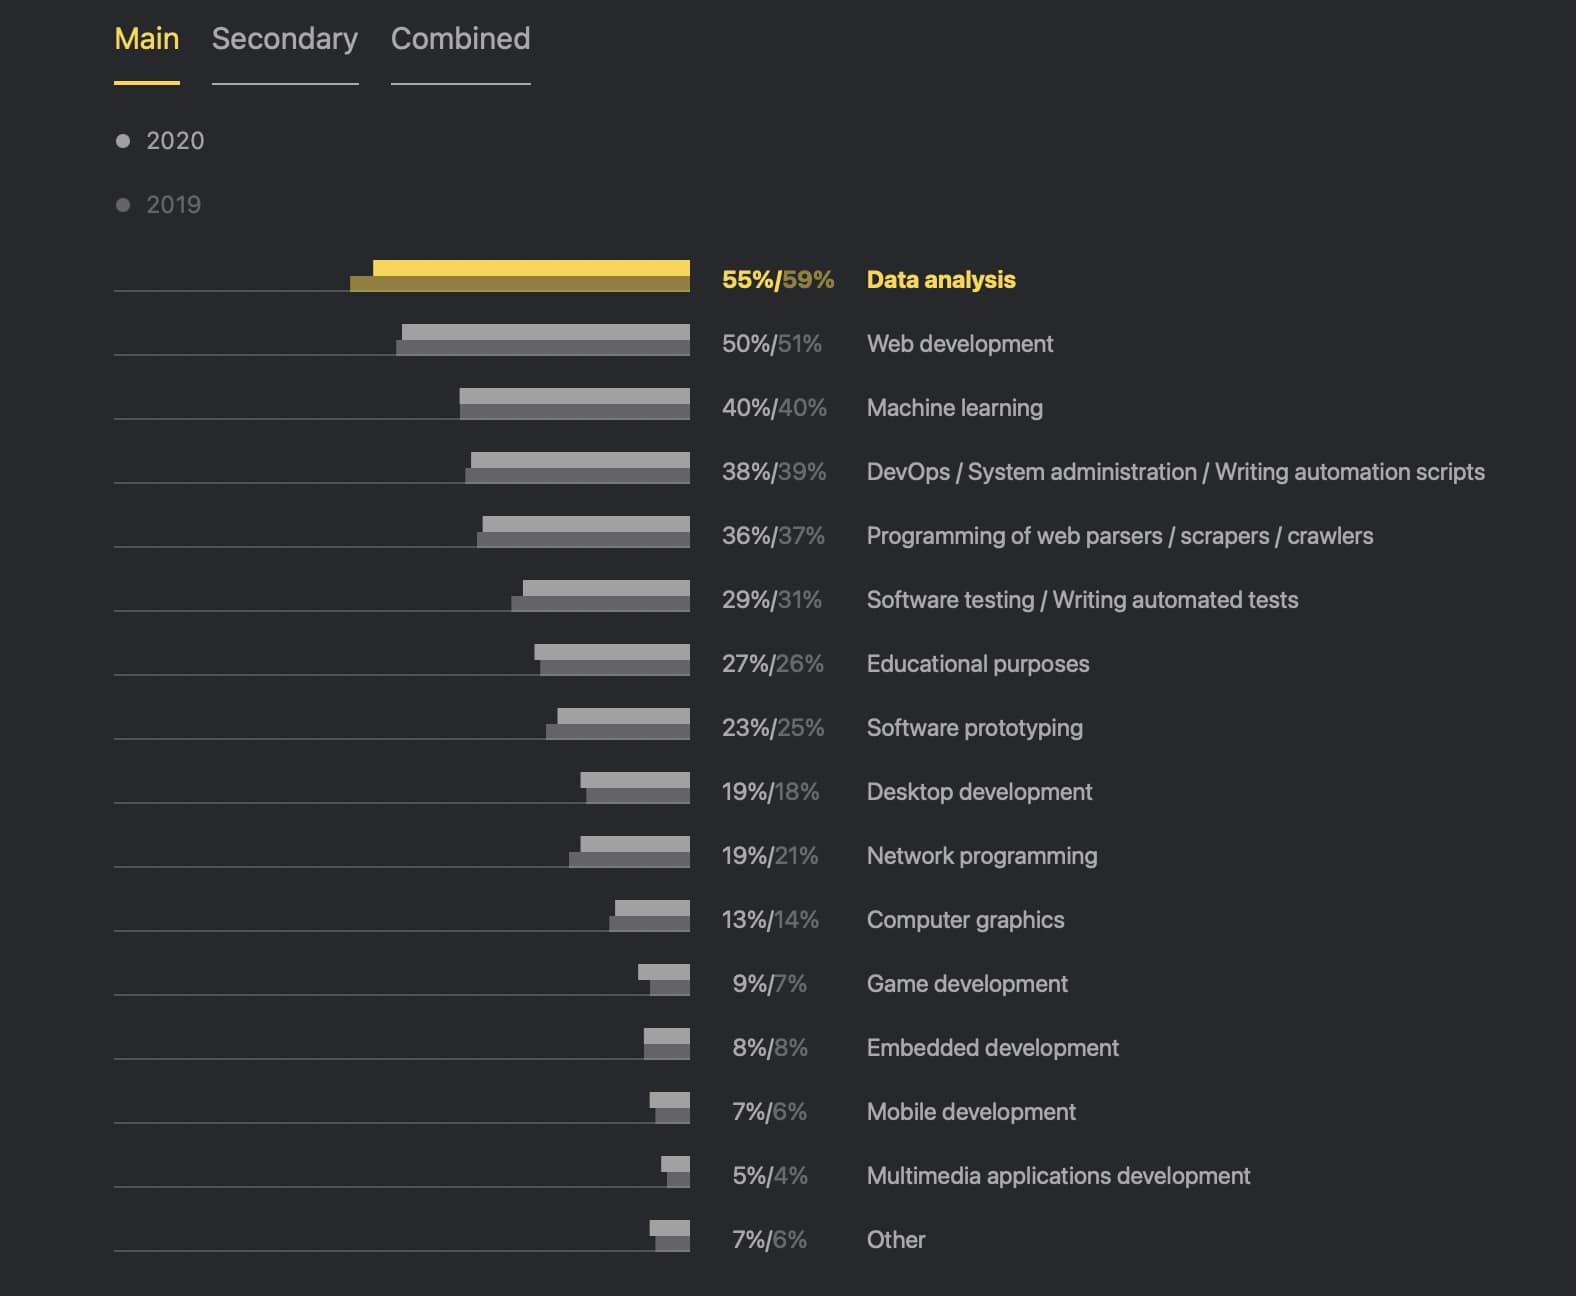 Main Secondary Combined
2020
2019
55%/59% Data analysis
50%/51% Web development
40%/40% Machine learning
38%/39% DevOps / System administration / Writing automation scripts
36%/37% Programming of web parsers / scrapers / crawlers
29%/31% Software testing / Writing automated tests
27%/26% Educational purposes
23%/25% Software prototyping
19%/18% Desktop development
19%/21% Network programming
13%/14% Computer graphics
9%/7% Game development
8%/8% Embedded development
7%/6% Mobile development
5%/4% Multimedia applications development
7%/6% Other